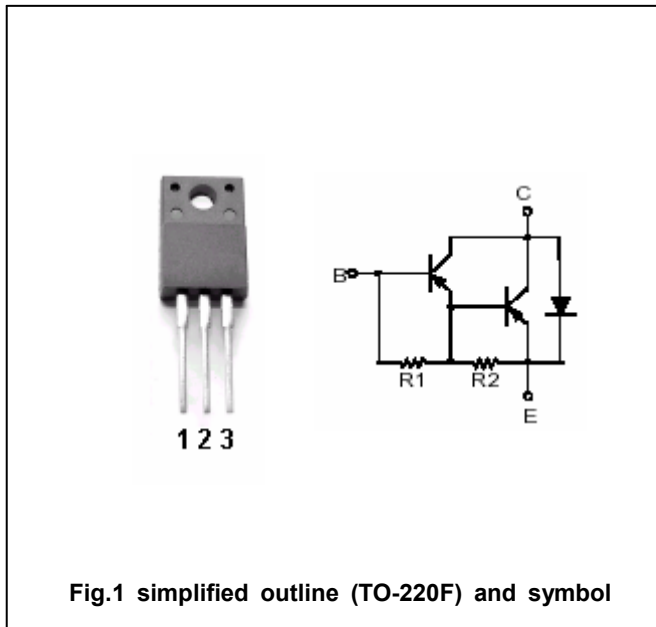 C
B
R1 R2
E
1 2 3
Fig.1 simplified outline (TO-220F) and symbol